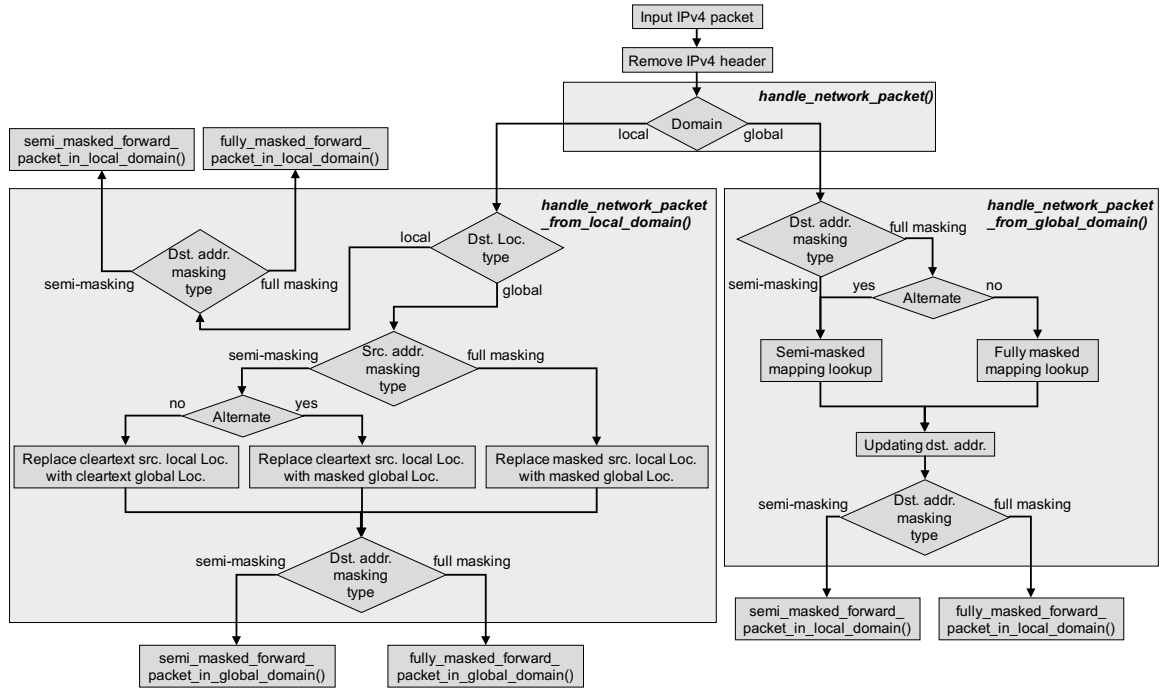 Input IPv4 packet
Remove IPv4 header
handle_network_packet()
Domain
local
global
semi_masked_forward_
packet_in_local_domain()
fully_masked_forward_
packet_in_local_domain()
handle_network_packet
_from_local_domain()
Dst. Loc.
type
local
global
Dst. addr.
masking
type
semi-masking
full masking
Src. addr.
masking
type
semi-masking
full masking
Alternate
no
yes
Replace cleartext src. local Loc.
with cleartext global Loc.
Replace cleartext src. local Loc.
with masked global Loc.
Replace masked src. local Loc.
with masked global Loc.
Dst. addr.
masking
type
semi-masking
full masking
semi_masked_forward_
packet_in_global_domain()
fully_masked_forward_
packet_in_global_domain()
handle_network_packet
_from_global_domain()
Dst. addr.
masking
type
full masking
semi-masking
yes
Alternate
no
Semi-masked
mapping lookup
Fully masked
mapping lookup
Updating dst. addr.
Dst. addr.
masking
type
semi-masking
full masking
semi_masked_forward_
packet_in_local_domain()
fully_masked_forward_
packet_in_local_domain()